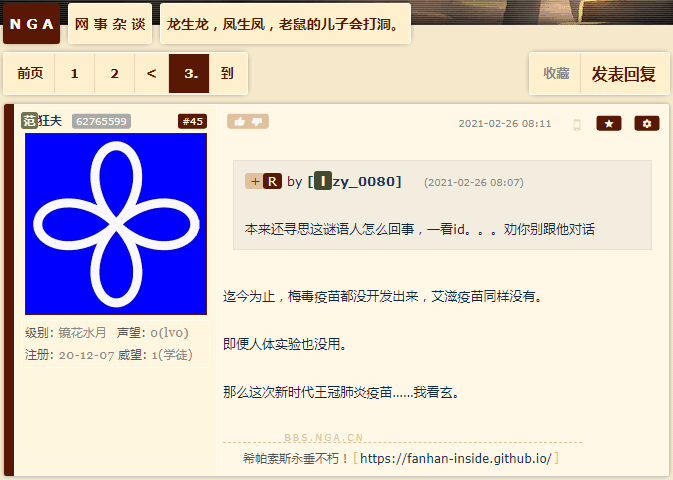 NGA 网事杂谈 龙生龙，凤生凤，老鼠的儿子会打洞。
前页 1 2 < 3. 到 收藏 发表回复
范狂夫 62765599 #45 2021-02-26 08:11
+ R by [lzy_0080] (2021-02-26 08:07)
本来还寻思这谜语人怎么回事，一看id。。。劝你别跟他对话
迄今为止，梅毒疫苗都没开发出来，艾滋疫苗同样没有。
级别: 镜花水月 声望: 0(lv0)
注册: 20-12-07 威望: 1(学徒)
即便人体实验也没用。
那么这次新时代王冠肺炎疫苗……我看玄。
BBS.NGA.CN
希帕索斯永垂不朽！[ https://fanhan-inside.github.io/ ]